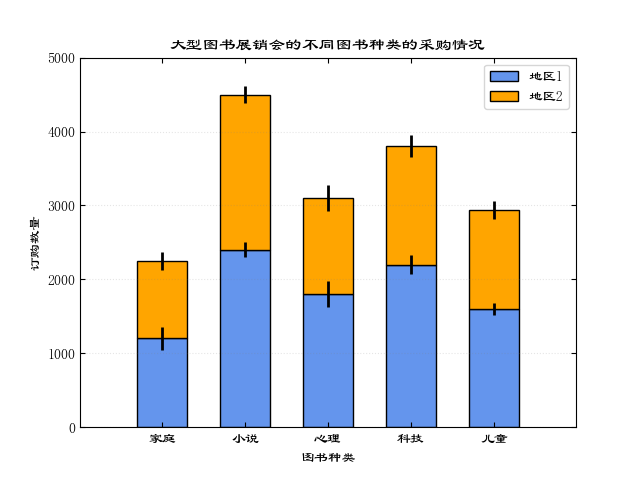 大型图书展销会的不同图书种类的采购情况
地区1
地区2
5000
4000
3000
2000
1000
0
订购数量
家庭 小说 心理 科技 儿童
图书种类